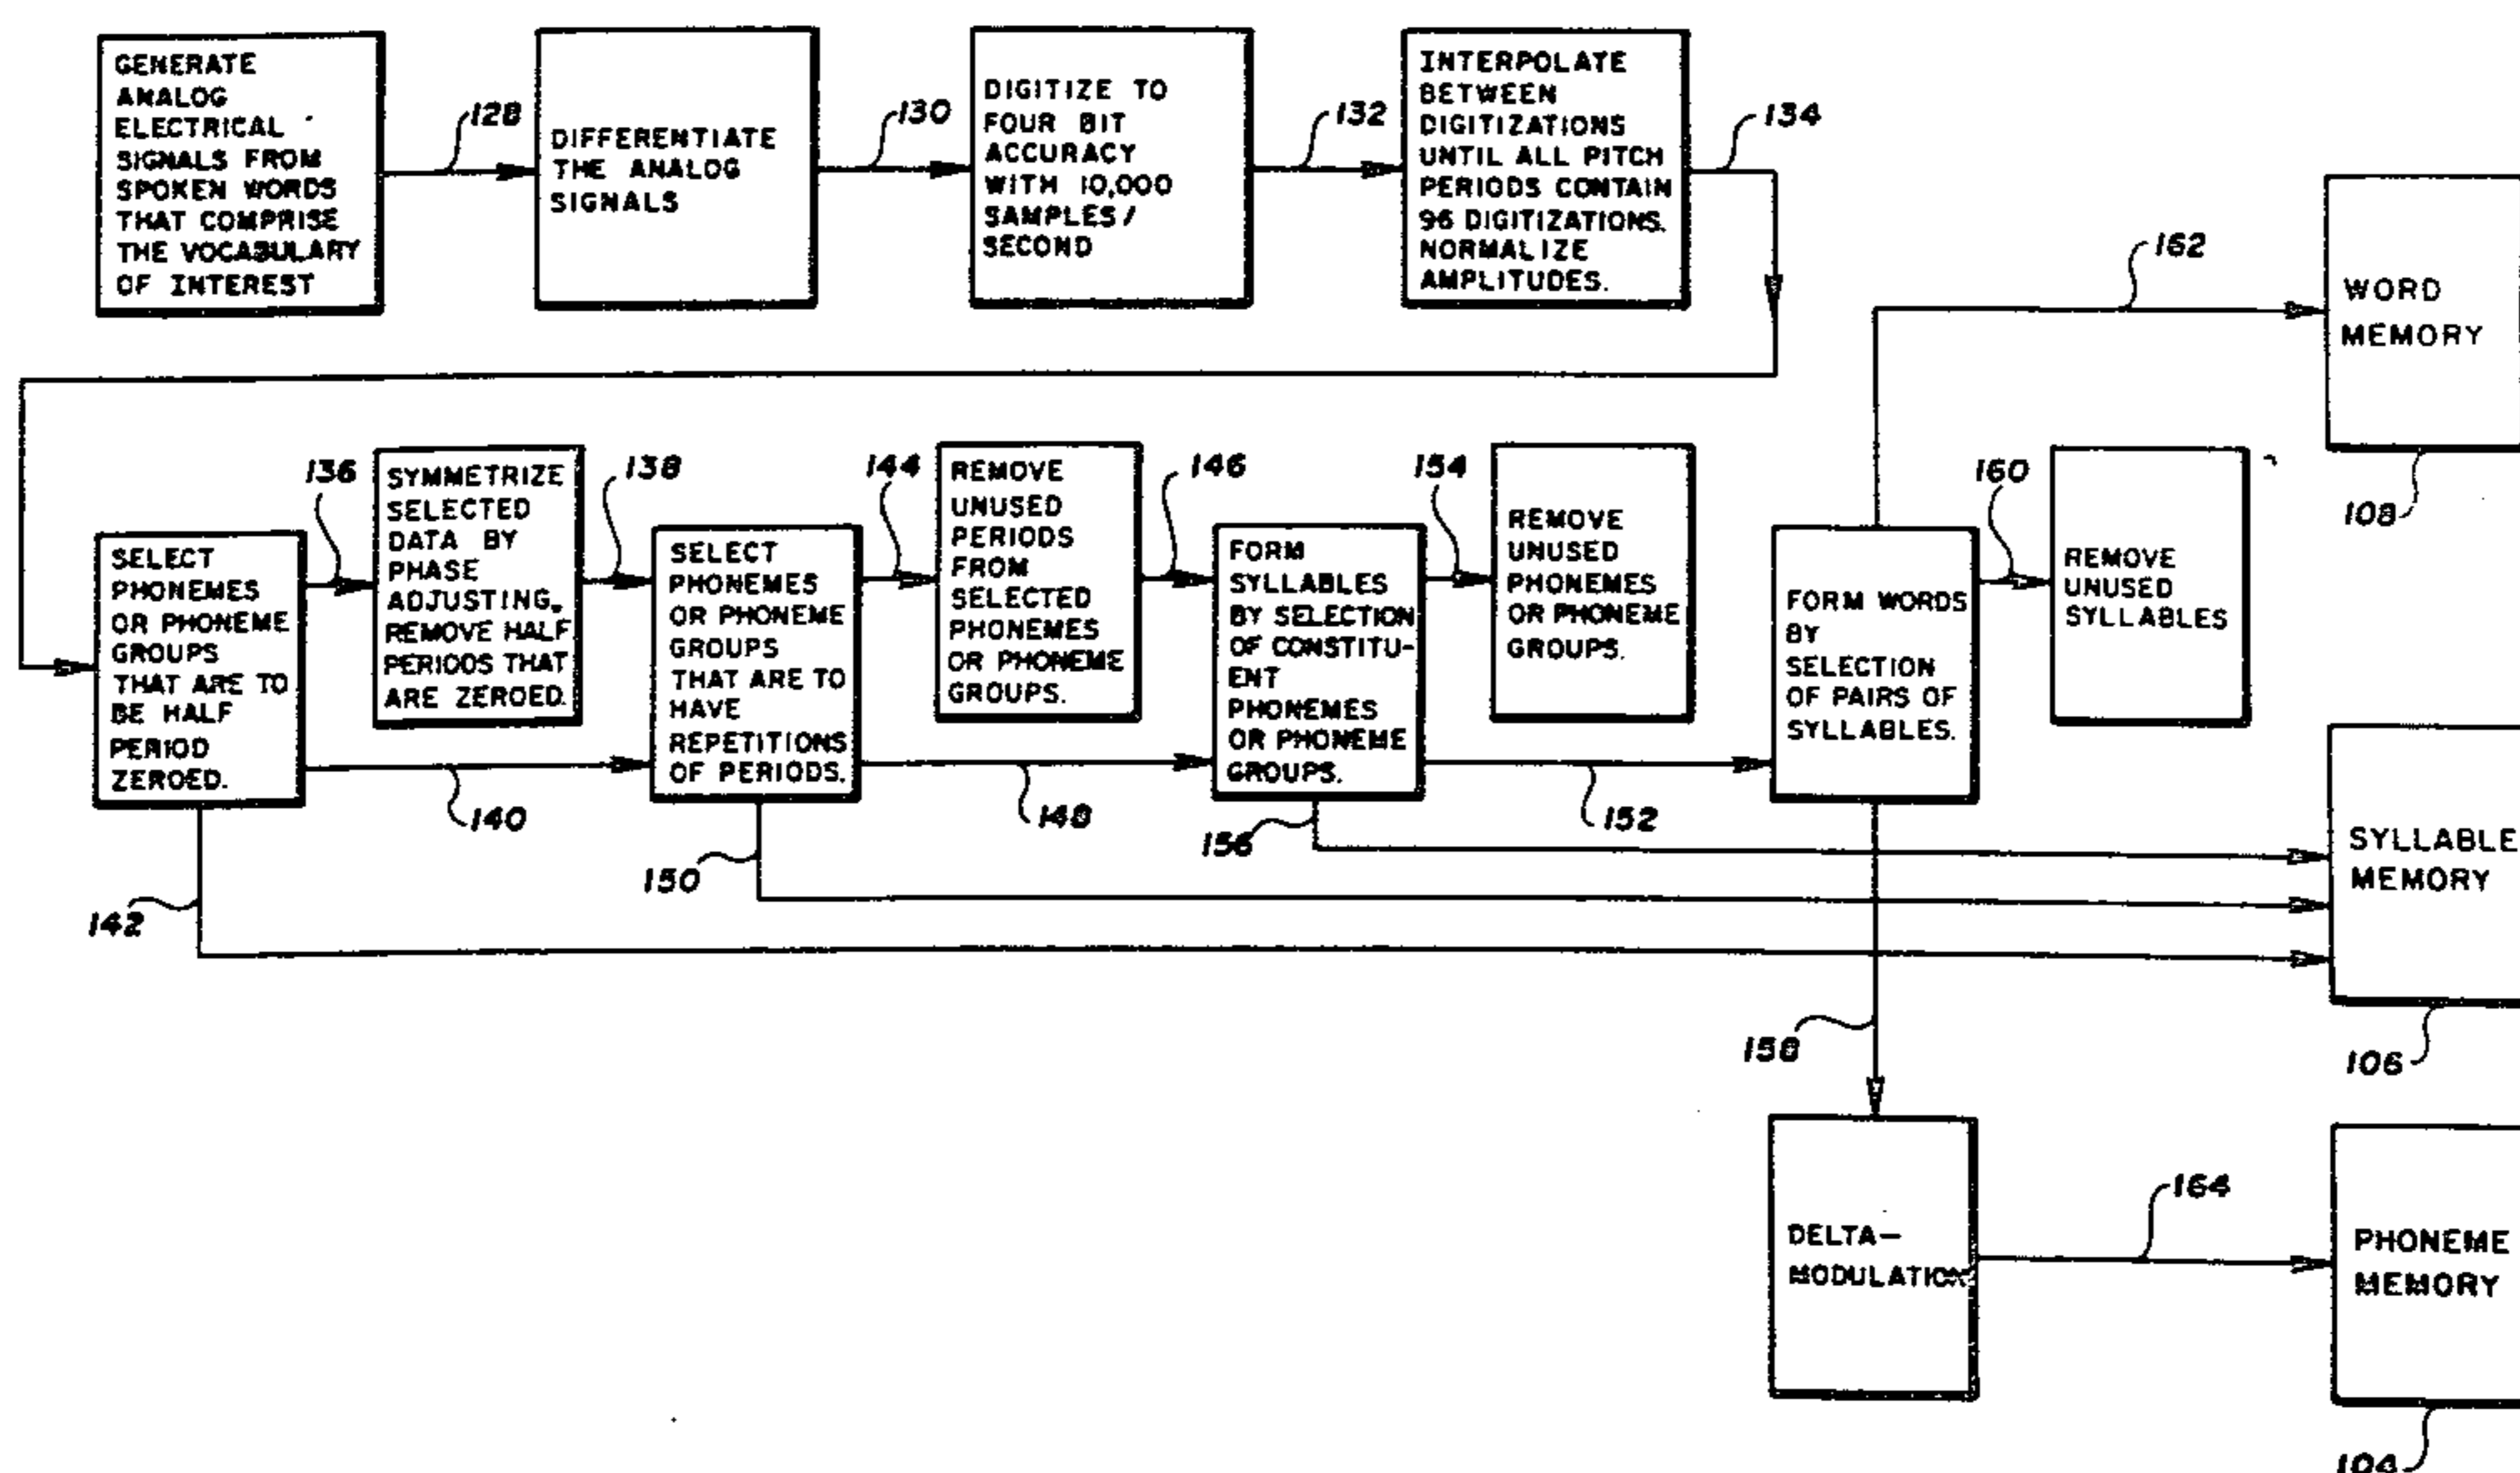 GENERATE
ANALOG
ELECTRICAL
SIGNALS FROM
SPOKEN WORDS
THAT COMPRISE
THE VOCABULARY
OF INTEREST
128
DIFFERENTIATE
THE ANALOG
SIGNALS
130
DIGITIZE TO
FOUR BIT
ACCURACY
WITH 10,000
SAMPLES/
SECOND
132
INTERPOLATE
BETWEEN
DIGITIZATIONS
UNTIL ALL PITCH
PERIODS CONTAIN
96 DIGITIZATIONS.
NORMALIZE
AMPLITUDES.
134
162
WORD
MEMORY
108
SELECT
PHONEMES
OR PHONEME
GROUPS
THAT ARE TO
BE HALF
PERIOD
ZEROED.
136
SYMMETRIZE
SELECTED
DATA BY
PHASE
ADJUSTING,
REMOVE HALF
PERIODS THAT
ARE ZEROED.
138
140
142
SELECT
PHONEMES
OR PHONEME
GROUPS
THAT ARE TO
HAVE
REPETITIONS
OF PERIODS.
144
REMOVE
UNUSED
PERIODS
FROM
SELECTED
PHONEMES
OR PHONEME
GROUPS.
146
148
150
FORM
SYLLABLES
BY SELECTION
OF CONSTITU-
ENT
PHONEMES
OR PHONEME
GROUPS.
154
REMOVE
UNUSED
PHONEMES
OR PHONEME
GROUPS.
152
156
FORM WORDS
BY
SELECTION
OF PAIRS OF
SYLLABLES.
160
REMOVE
UNUSED
SYLLABLES
SYLLABLE
MEMORY
106
158
DELTA-
MODULATION
164
PHONEME
MEMORY
104